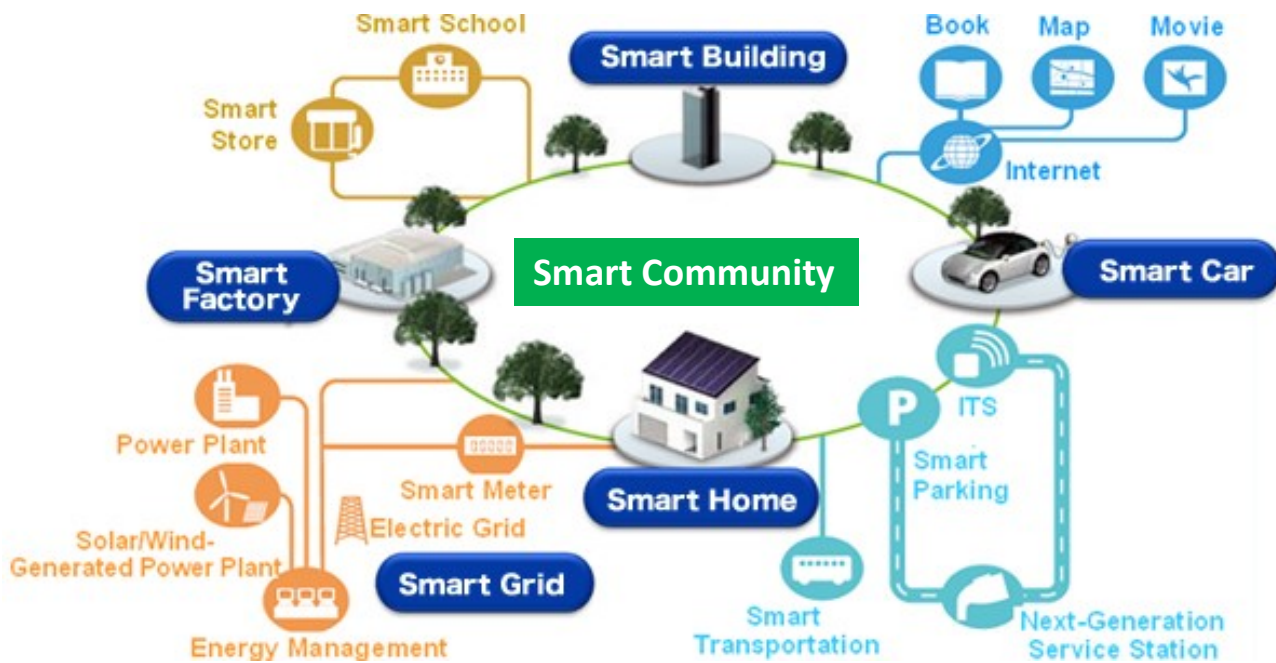 Smart School
Smart Building
Book
Map
Movie
Smart
Store
Internet
Smart Community
Smart
Factory
Smart Car
P
ITS
Power Plant
Smart
Parking
Smart Meter
Smart Home
Electric Grid
Solar/Wind-
Generated Power Plant
Smart Grid
Smart
Transportation
Next-Generation
Service Station
Energy Management
00000